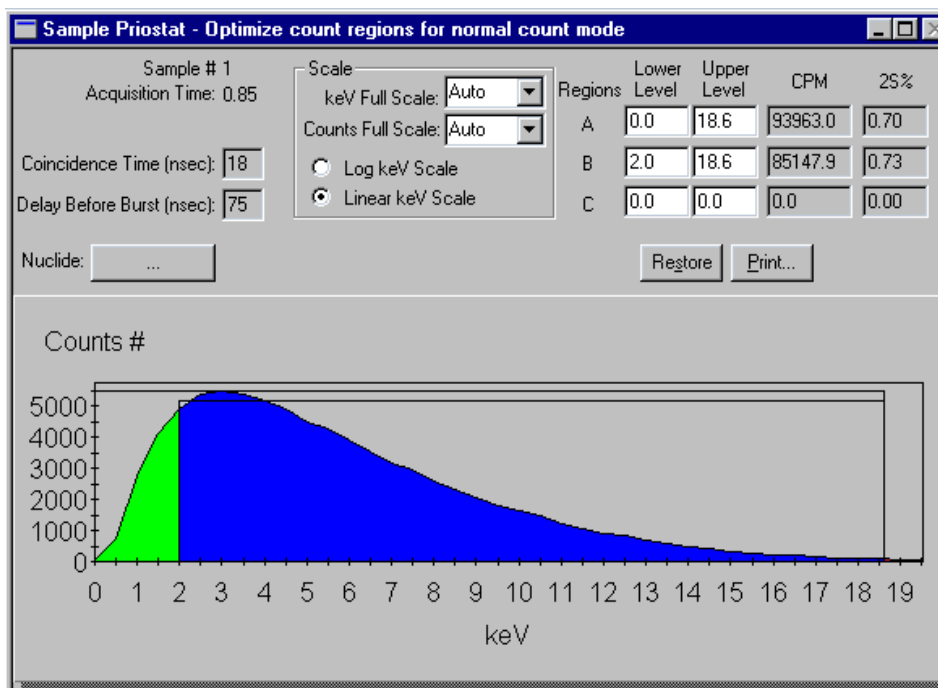 Sample Priostat - Optimize count regions for normal count mode
Sample # 1
Acquisition Time: 0.85
Coincidence Time (nsec): 18
Delay Before Burst (nsec): 75
Nuclide: ...
Scale
keV Full Scale: Auto
Counts Full Scale: Auto
Log keV Scale
Linear keV Scale
Regions Lower Level Upper Level CPM 2S%
A 0.0 18.6 93963.0 0.70
B 2.0 18.6 85147.9 0.73
C 0.0 0.0 0.0 0.00
Restore Print...
Counts #
5000
4000
3000
2000
1000
0
0 1 2 3 4 5 6 7 8 9 10 11 12 13 14 15 16 17 18 19
keV